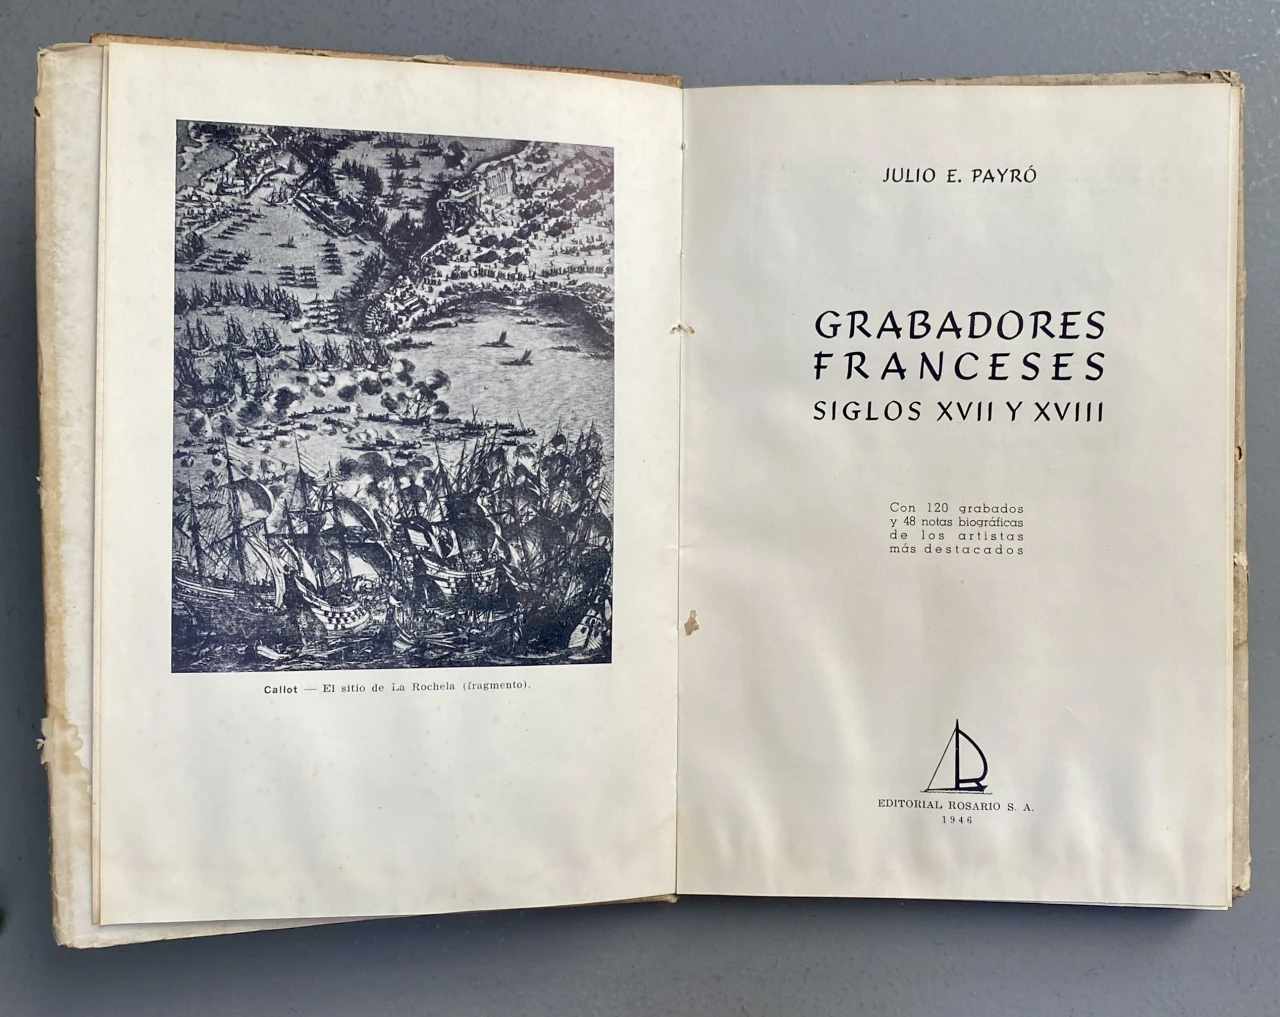 Callot — El sitio de La Rochela (fragmento).
JULIO E. PAYRÓ
GRABADORES
FRANCESES
SIGLOS XVII Y XVIII
Con 120 grabados
y 48 notas biográficas
de los artistas
más destacados
EDITORIAL ROSARIO S. A.
1946